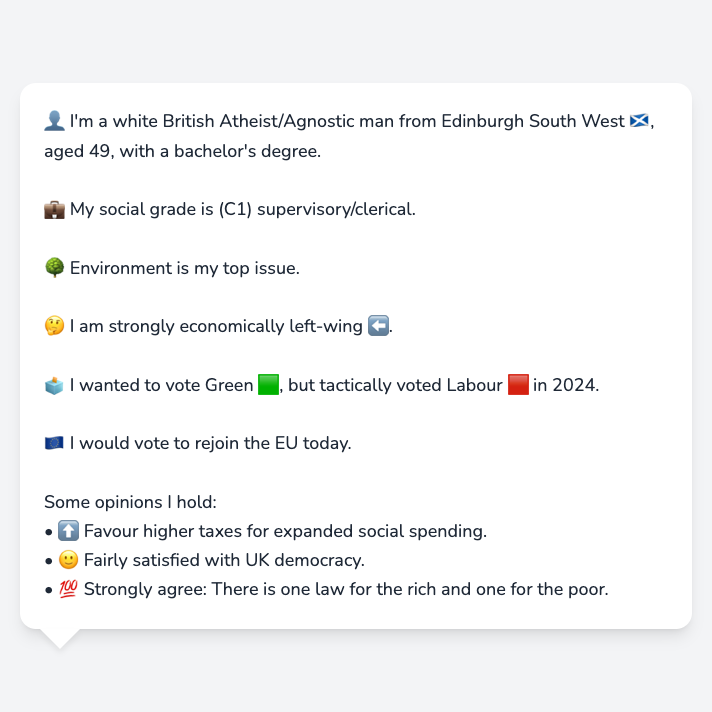 👤 I'm a white British Atheist/Agnostic man from Edinburgh South West 🏴󠁧󠁢󠁳󠁣󠁴󠁿,
aged 49, with a bachelor's degree.
💼 My social grade is (C1) supervisory/clerical.
🌳 Environment is my top issue.
🤔 I am strongly economically left-wing ⬅️.
🗳️ I wanted to vote Green 🟩, but tactically voted Labour 🟥 in 2024.
🇪🇺 I would vote to rejoin the EU today.
Some opinions I hold:
• ⬆️ Favour higher taxes for expanded social spending.
• 🙂 Fairly satisfied with UK democracy.
• 💯 Strongly agree: There is one law for the rich and one for the poor.